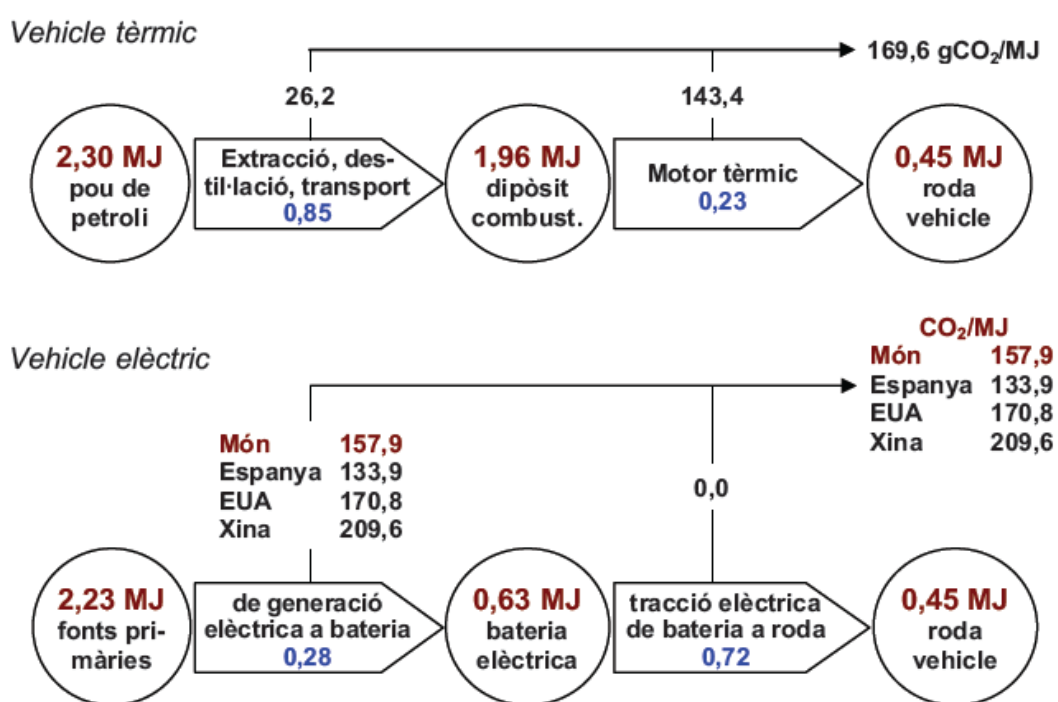 Vehicle tèrmic
169,6 gCO₂/MJ
26,2
143,4
2,30 MJ
pou de
petroli
Extracció, des-
til·lació, transport
0,85
1,96 MJ
dipòsit
combust.
Motor tèrmic
0,23
0,45 MJ
roda
vehicle
Vehicle elèctric
CO₂/MJ
Món 157,9
Espanya 133,9
EUA 170,8
Xina 209,6
Món 157,9
Espanya 133,9
EUA 170,8
Xina 209,6
0,0
2,23 MJ
fonts pri-
màries
de generació
elèctrica a bateria
0,28
0,63 MJ
bateria
elèctrica
tracció elèctrica
de bateria a roda
0,72
0,45 MJ
roda
vehicle